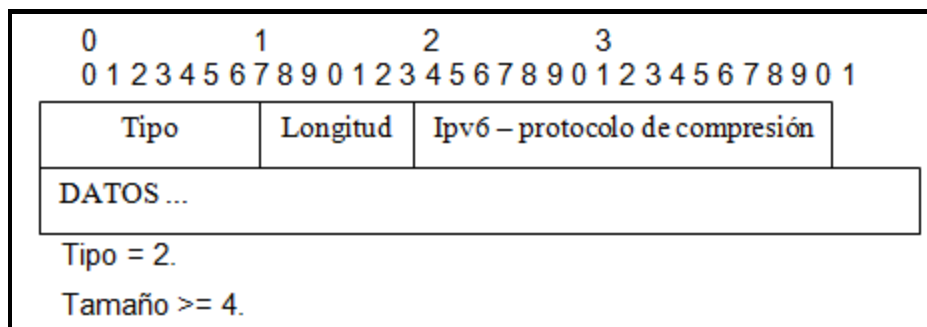 0 1 2 3
0 1 2 3 4 5 6 7 8 9 0 1 2 3 4 5 6 7 8 9 0 1 2 3 4 5 6 7 8 9 0 1
Tipo Longitud Ipv6 – protocolo de compresión
DATOS ...
Tipo = 2.
Tamaño >= 4.